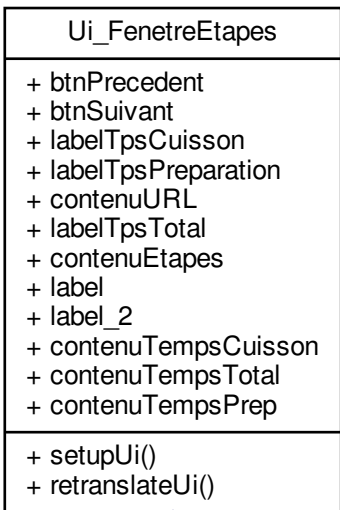 Ui_FenetreEtapes
+ btnPrecedent
+ btnSuivant
+ labelTpsCuisson
+ labelTpsPreparation
+ contenuURL
+ labelTpsTotal
+ contenuEtapes
+ label
+ label_2
+ contenuTempsCuisson
+ contenuTempsTotal
+ contenuTempsPrep
+ setupUi()
+ retranslateUi()